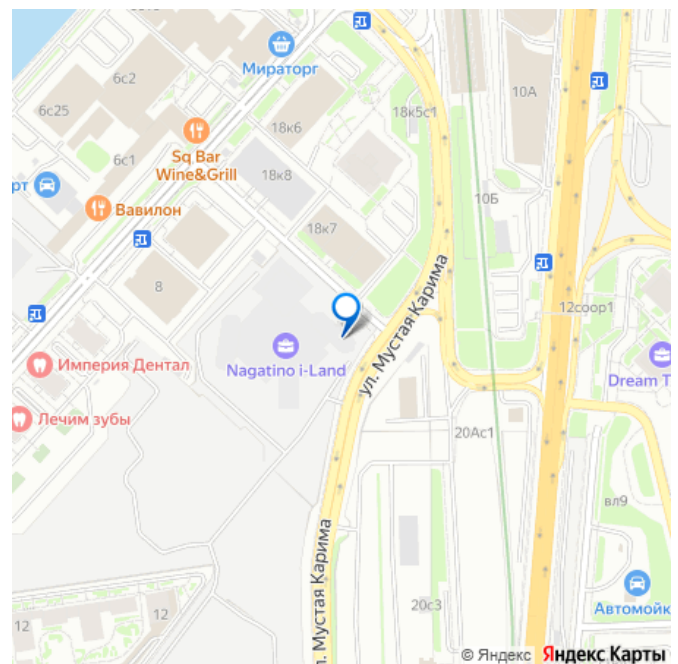 6с2
Мираторг
10А
6с25
18к5с1
18к6
6с1
Sq.Bar
Wine&Grill
18к8
рт
10Б
Вавилон
18к7
8
12соор1
ул. Мустая Карима
Империя Дентал
Nagatino i-Land
Dream T
Лечим зубы
20Ас1
вл9
ул. Мустая Карима
12
12
20с3
Автомойк
© Яндекс Яндекс Карты